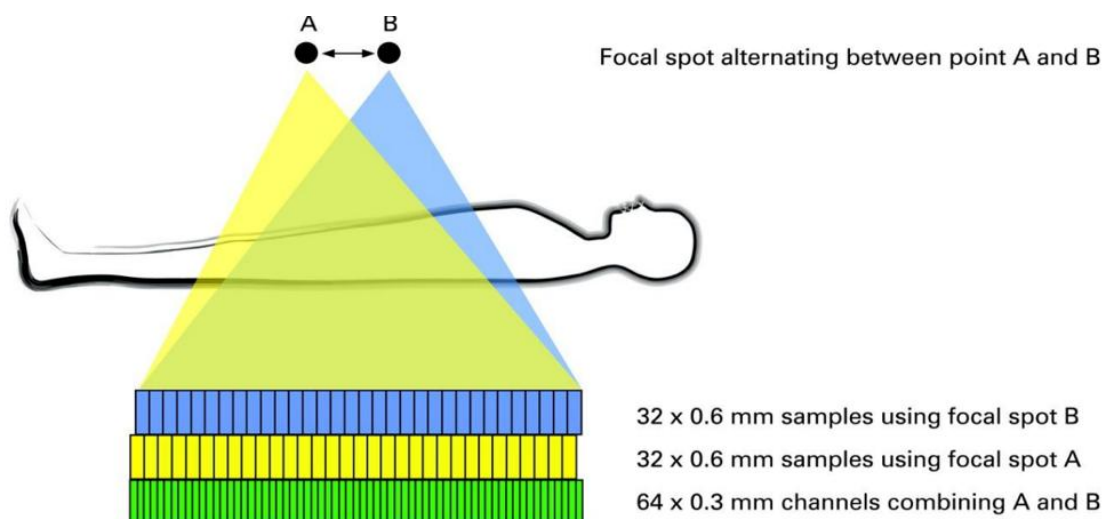 A B
Focal spot alternating between point A and B
32 x 0.6 mm samples using focal spot B
32 x 0.6 mm samples using focal spot A
64 x 0.3 mm channels combining A and B